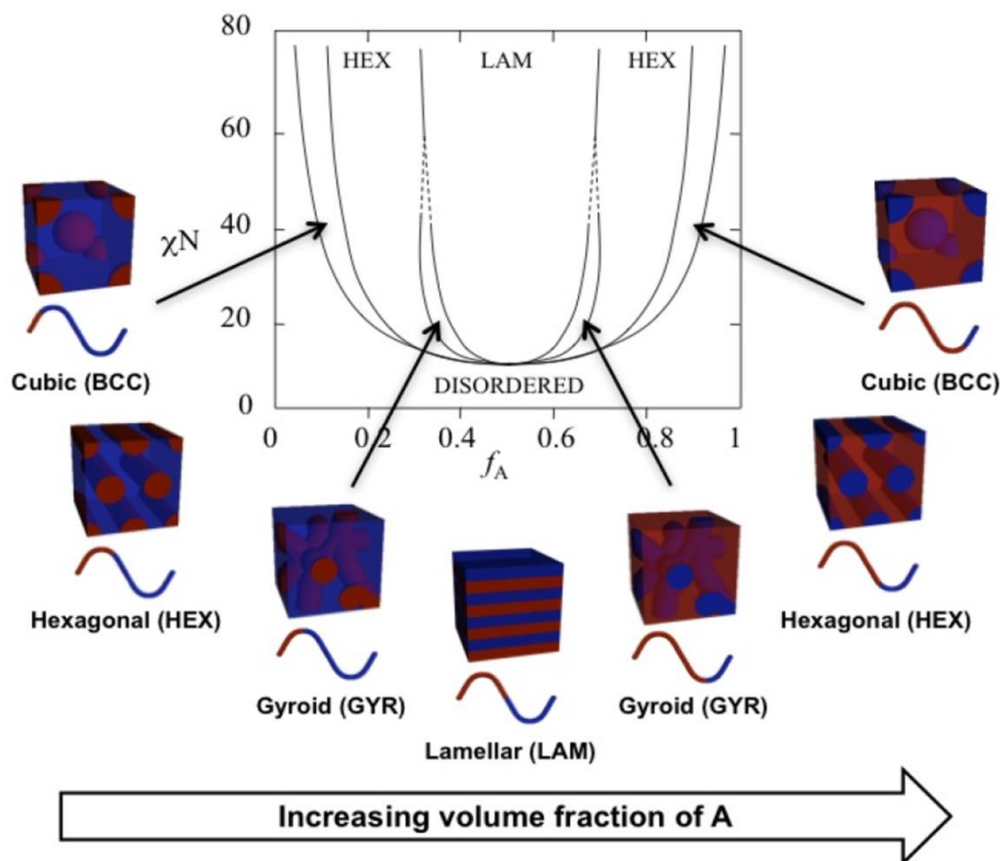 80
HEX LAM HEX
60
40
χN
20
DISORDERED
0
0 0.2 0.4 0.6 0.8 1
fA
Cubic (BCC)
Cubic (BCC)
Hexagonal (HEX)
Hexagonal (HEX)
Gyroid (GYR)
Gyroid (GYR)
Lamellar (LAM)
Increasing volume fraction of A